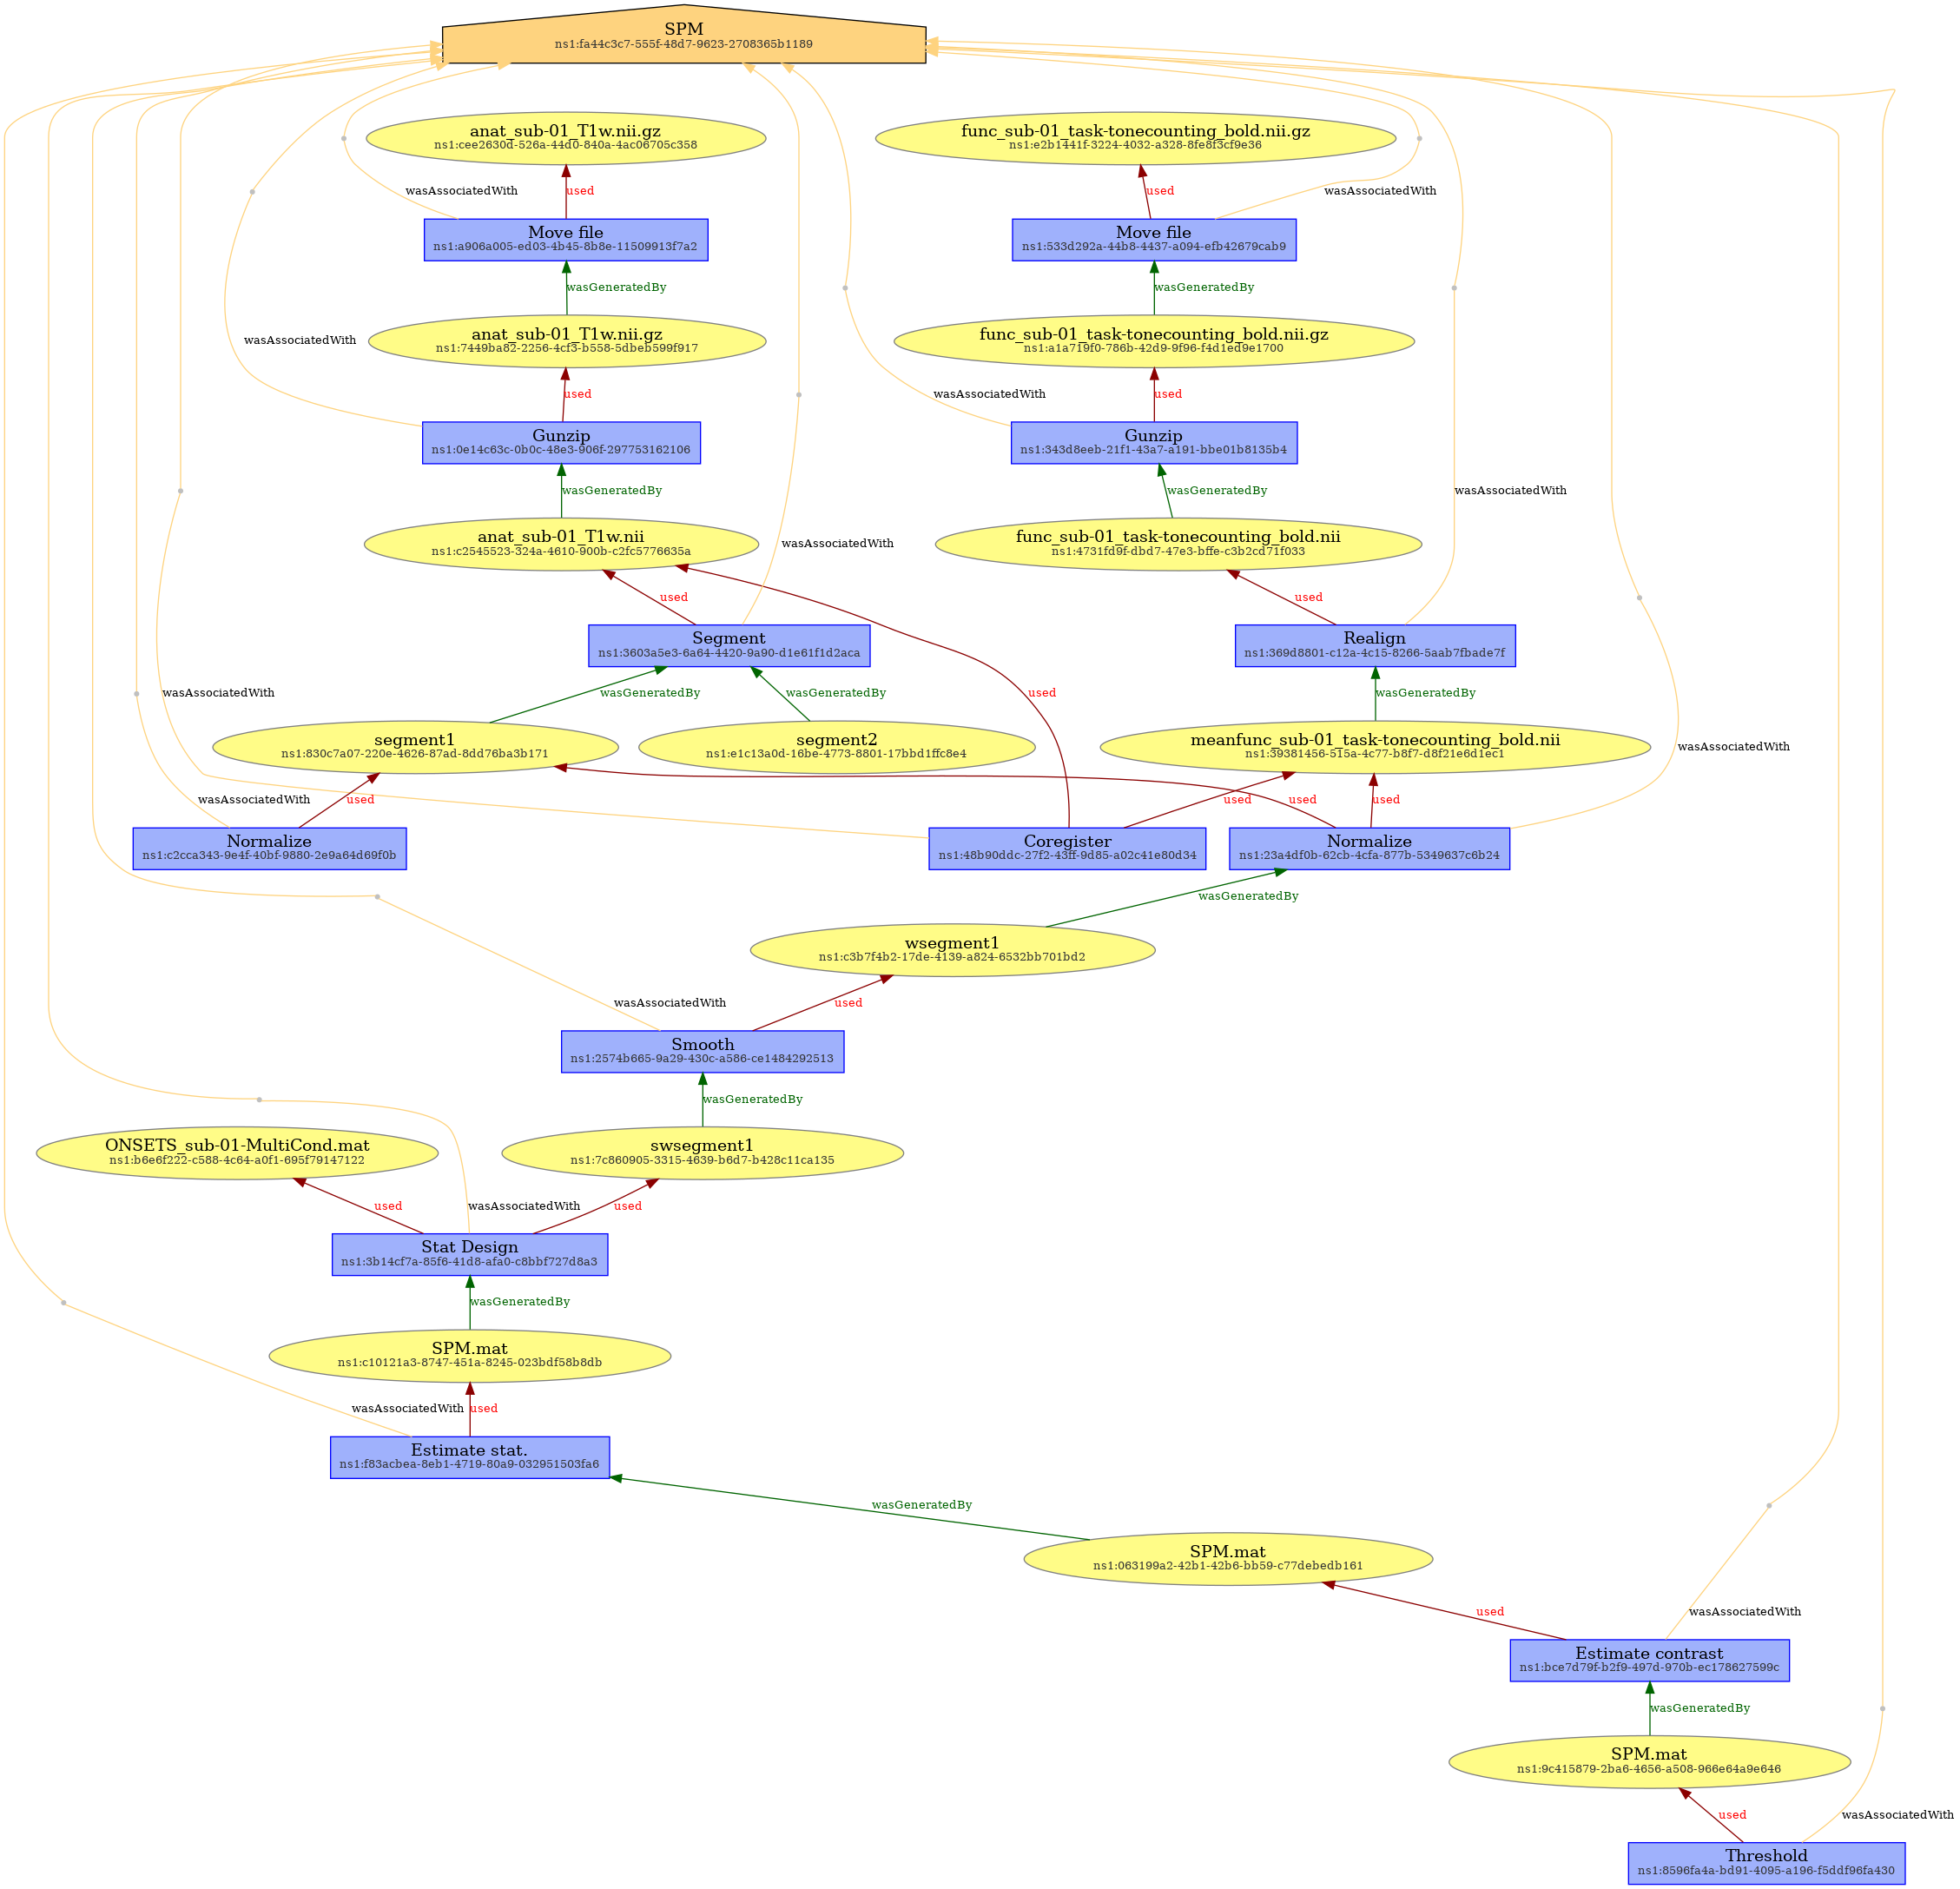 SPM
ns1:fa44c3c7-555f-48d7-9623-2708365b1189
anat_sub-01_T1w.nii.gz
ns1:cee2630d-526a-44d0-840a-4ac06705c358
func_sub-01_task-tonecounting_bold.nii.gz
ns1:e2b1441f-3224-4032-a328-8fe8f3cf9e36
wasAssociatedWith
used
used
wasAssociatedWith
Move file
ns1:a906a005-ed03-4b45-8b8e-11509913f7a2
Move file
ns1:533d292a-44b8-4437-a094-efb42679cab9
wasGeneratedBy
wasGeneratedBy
anat_sub-01_T1w.nii.gz
ns1:7449ba82-2256-4cf3-b558-5dbeb599f917
func_sub-01_task-tonecounting_bold.nii.gz
ns1:a1a719f0-786b-42d9-9f96-f4d1ed9e1700
wasAssociatedWith
used
wasAssociatedWith
used
Gunzip
ns1:0e14c63c-0b0c-48e3-906f-297753162106
Gunzip
ns1:343d8eeb-21f1-43a7-a191-bbe01b8135b4
wasGeneratedBy
wasGeneratedBy
wasAssociatedWith
anat_sub-01_T1w.nii
ns1:c2545523-324a-4610-900b-c2fc5776635a
wasAssociatedWith
func_sub-01_task-tonecounting_bold.nii
ns1:4731fd9f-dbd7-47e3-bffe-c3b2cd71f033
used
used
Segment
ns1:3603a5e3-6a64-4420-9a90-d1e61f1d2aca
Realign
ns1:369d8801-c12a-4c15-8266-5aab7fbade7f
wasAssociatedWith
wasGeneratedBy
wasGeneratedBy
used
wasGeneratedBy
segment1
ns1:830c7a07-220e-4626-87ad-8dd76ba3b171
segment2
ns1:e1c13a0d-16be-4773-8801-17bbd1ffc8e4
meanfunc_sub-01_task-tonecounting_bold.nii
ns1:39381456-515a-4c77-b8f7-d8f21e6d1ec1
wasAssociatedWith
wasAssociatedWith
used
used
used
used
Normalize
ns1:c2cca343-9e4f-40bf-9880-2e9a64d69f0b
Coregister
ns1:48b90ddc-27f2-43ff-9d85-a02c41e80d34
Normalize
ns1:23a4df0b-62cb-4cfa-877b-5349637c6b24
wasGeneratedBy
wsegment1
ns1:c3b7f4b2-17de-4139-a824-6532bb701bd2
wasAssociatedWith
used
Smooth
ns1:2574b665-9a29-430c-a586-ce1484292513
wasGeneratedBy
ONSETS_sub-01-MultiCond.mat
ns1:b6e6f222-c588-4c64-a0f1-695f79147122
swsegment1
ns1:7c860905-3315-4639-b6d7-b428c11ca135
used
wasAssociatedWith
used
Stat Design
ns1:3b14cf7a-85f6-41d8-afa0-c8bbf727d8a3
wasGeneratedBy
SPM.mat
ns1:c10121a3-8747-451a-8245-023bdf58b8db
wasAssociatedWith
used
Estimate stat.
ns1:f83acbea-8eb1-4719-80a9-032951503fa6
wasGeneratedBy
SPM.mat
ns1:063199a2-42b1-42b6-bb59-c77debedb161
used
wasAssociatedWith
Estimate contrast
ns1:bce7d79f-b2f9-497d-970b-ec178627599c
wasGeneratedBy
SPM.mat
ns1:9c415879-2ba6-4656-a508-966e64a9e646
used
wasAssociatedWith
Threshold
ns1:8596fa4a-bd91-4095-a196-f5ddf96fa430